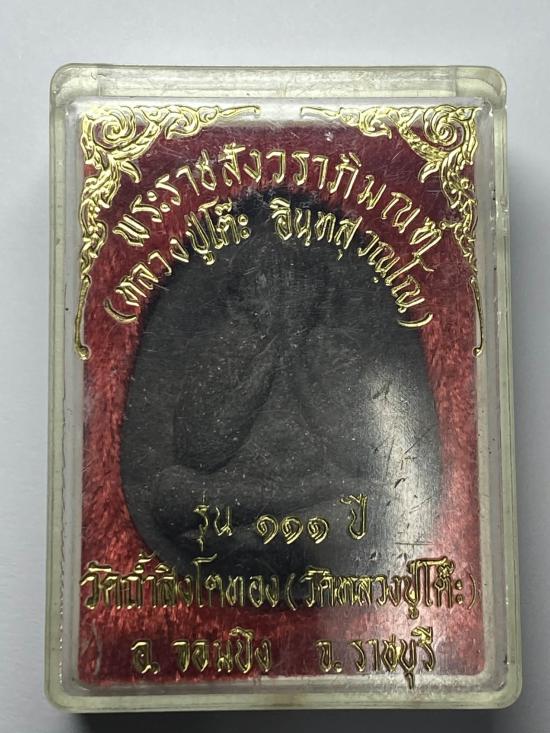 พระราชสังวราภิมณฑ์
(หลวงปู่โต๊ะ อินฺทสุวณฺโณ)
รุ่น ๑๑๑ ปี
วัดถ้ำสิงโตทอง (วัดหลวงปู่โต๊ะ)
อ. จอมบึง จ. ราชบุรี